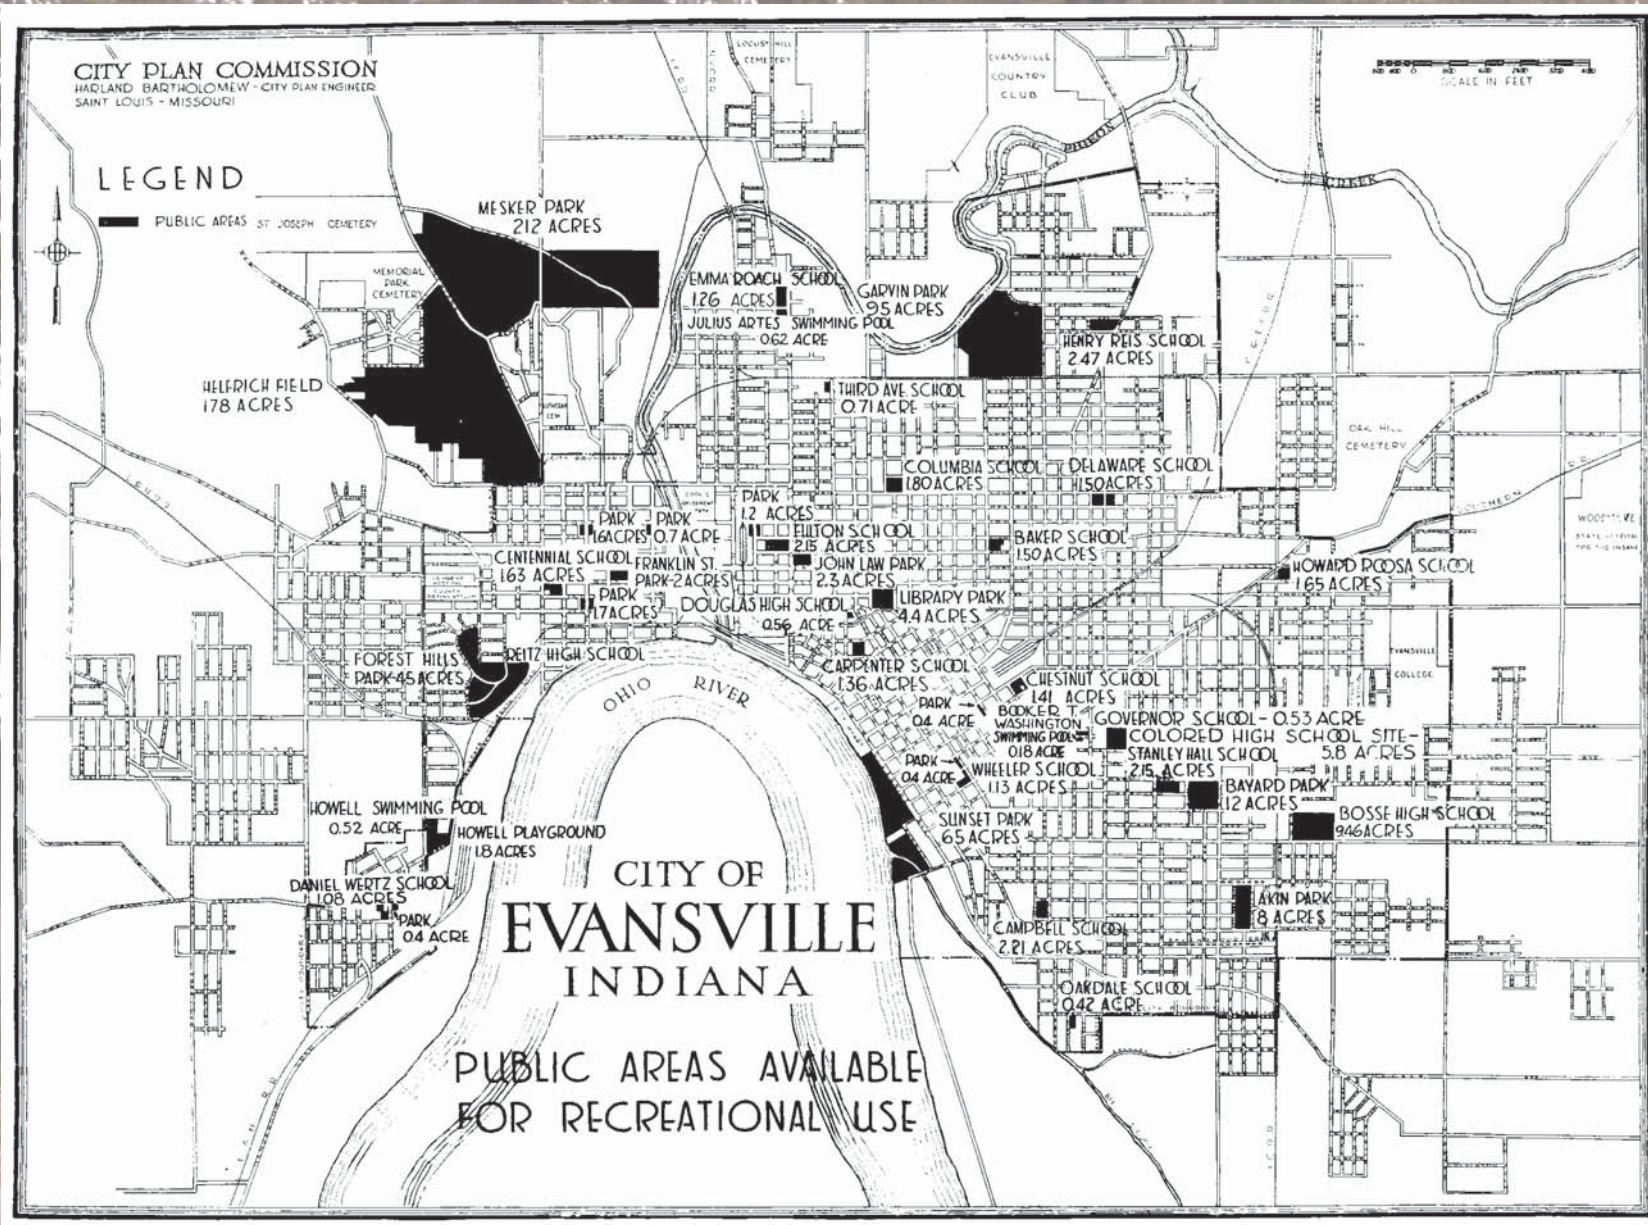 CITY PLAN COMMISSION
HARLAND BARTHOLOMEW - CITY PLAN ENGINEER
SAINT LOUIS - MISSOURI
LOCUST HILL
CEMETERY
EVANSVILLE
COUNTRY
CLUB
SCALE IN FEET
PIGEON
CREEK
LEGEND
PUBLIC AREAS
ST JOSEPH CEMETERY
MESKER PARK
212 ACRES
MEMORIAL
PARK
CEMETERY
EMMA ROACH SCHOOL
1.26 ACRES
GARVIN PARK
95 ACRES
JULIUS ARTES SWIMMING POOL
0.62 ACRE
HENRY REIS SCHOOL
2.47 ACRES
HELFRICH FIELD
178 ACRES
THIRD AVE. SCHOOL
0.71 ACRE
LUTHERAN
CEM
OAK HILL
CEMETERY
CITY BOUNDARY
COLUMBIA SCHOOL
1.80 ACRES
DELAWARE SCHOOL
1.50 ACRES
SOUTHERN
R.R.
PARK
1.2 ACRES
PARK
1.6 ACRES
PARK
0.7 ACRE
FULTON SCHOOL
2.15 ACRES
BAKER SCHOOL
1.50 ACRES
WOODMERE
STATE HOSPITAL
FOR THE INSANE
CENTENNIAL SCHOOL
1.63 ACRES
FRANKLIN ST.
PARK-2 ACRES
JOHN LAW PARK
2.3 ACRES
HOWARD ROOSA SCHOOL
1.65 ACRES
PARK
1.7 ACRES
DOUGLAS HIGH SCHOOL
0.56 ACRE
LIBRARY PARK
4.4 ACRES
FOREST HILLS
PARK-45 ACRES
REITZ HIGH SCHOOL
CARPENTER SCHOOL
1.36 ACRES
EVANSVILLE
COLLEGE
OHIO RIVER
CHESTNUT SCHOOL
1.41 ACRES
PARK
0.4 ACRE
BOOKER T.
WASHINGTON
SWIMMING POOL
0.18 ACRE
GOVERNOR SCHOOL - 0.53 ACRE
COLORED HIGH SCHOOL SITE-
5.8 ACRES
STANLEY HALL SCHOOL
2.15 ACRES
PARK
0.4 ACRE
WHEELER SCHOOL
1.13 ACRES
BAYARD PARK
12 ACRES
HOWELL SWIMMING POOL
0.52 ACRE
SUNSET PARK
65 ACRES
BOSSE HIGH SCHOOL
9.46 ACRES
HOWELL PLAYGROUND
1.8 ACRES
DANIEL WERTZ SCHOOL
1.08 ACRES
PARK
0.4 ACRE
AKIN PARK
8 ACRES
CAMPBELL SCHOOL
2.21 ACRES
OAKDALE SCHOOL
0.42 ACRE
CITY OF
EVANSVILLE
INDIANA
PUBLIC AREAS AVAILABLE
FOR RECREATIONAL USE